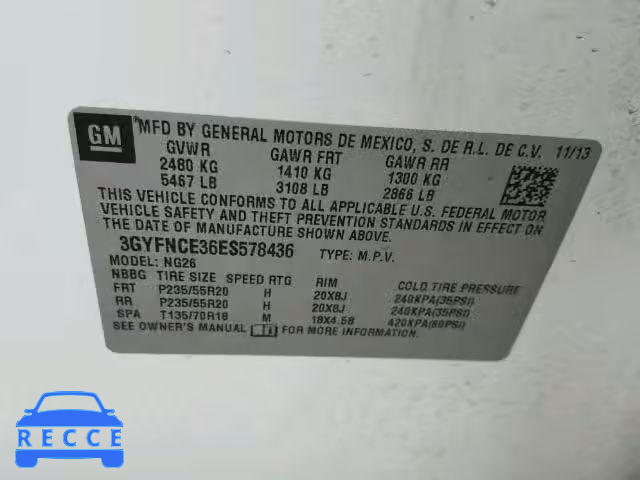 GM
MFD BY GENERAL MOTORS DE MEXICO, S. DE R.L. DE C.V. 11/13
GVWR GAWR FRT GAWR RR
2480 KG 1410 KG 1300 KG
5467 LB 3108 LB 2866 LB
THIS VEHICLE CONFORMS TO ALL APPLICABLE U.S. FEDERAL MOTOR
VEHICLE SAFETY AND THEFT PREVENTION STANDARDS IN EFFECT ON
THE DATE OF MANUFACTURE SHOWN ABOVE.
3GYFNCE36ES578436 TYPE: M.P.V.
MODEL: NG26
NBBG TIRE SIZE SPEED RTG RIM COLD TIRE PRESSURE
FRT P235/55R20 H 20X8J 240KPA(35PSI)
RR P235/55R20 H 20X8J 240KPA(35PSI)
SPA T135/70R18 M 18X4.5B 420KPA(60PSI)
SEE OWNER'S MANUAL FOR MORE INFORMATION.
RECCE